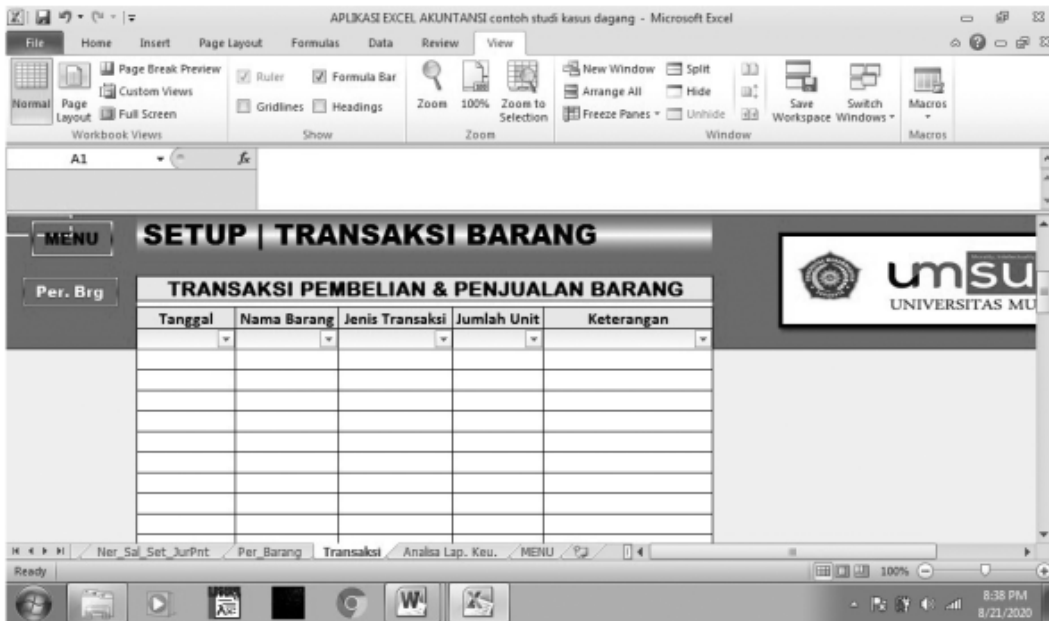 APLIKASI EXCEL AKUNTANSI contoh studi kasus dagang - Microsoft Excel
File Home Insert Page Layout Formulas Data Review View
Normal
Page Layout
Page Break Preview
Custom Views
Full Screen
Workbook Views
Ruler Formula Bar
Gridlines Headings
Show
Zoom 100% Zoom to Selection
Zoom
New Window Split
Arrange All Hide
Freeze Panes Unhide
Save Workspace Switch Windows
Window
Macros
Macros
A1 fx
MENU SETUP | TRANSAKSI BARANG
Per. Brg TRANSAKSI PEMBELIAN & PENJUALAN BARANG
umsu
UNIVERSITAS MU
Tanggal Nama Barang Jenis Transaksi Jumlah Unit Keterangan
Ner_Sal_Set_JurPnt Per_Barang Transaksi Analisa Lap. Keu. MENU
Ready 100%
8:38 PM
8/21/2020